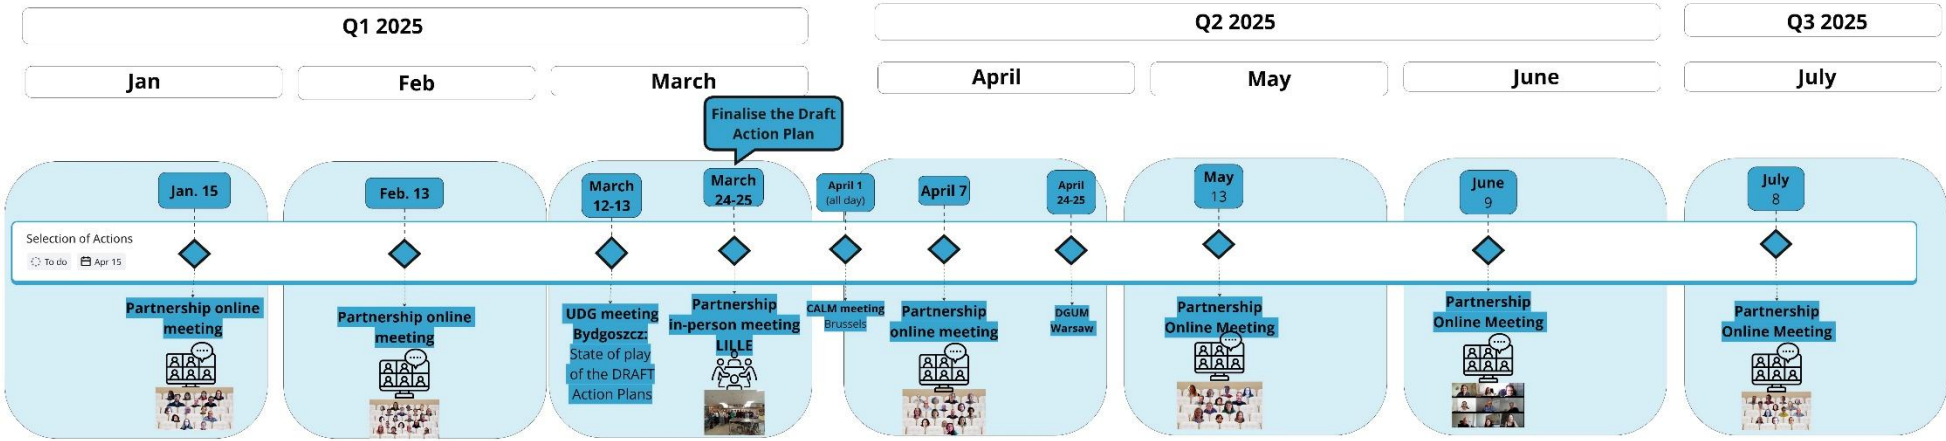 Q1 2025
Q2 2025
Q3 2025
Jan
Feb
March
April
May
June
July
Finalise the Draft
Action Plan
Jan. 15
Feb. 13
March
12-13
March
24-25
April 1
(all day)
April 7
April
24-25
May
13
June
9
July
8
Selection of Actions
To do
Apr 15
Partnership online
meeting
Partnership online
meeting
UDG meeting
Bydgoszcz:
State of play
of the DRAFT
Action Plans
Partnership
in-person meeting
LILLE
CALM meeting
Brussels
Partnership
online meeting
DGUM
Warsaw
Partnership
Online Meeting
Partnership
Online Meeting
Partnership
Online Meeting